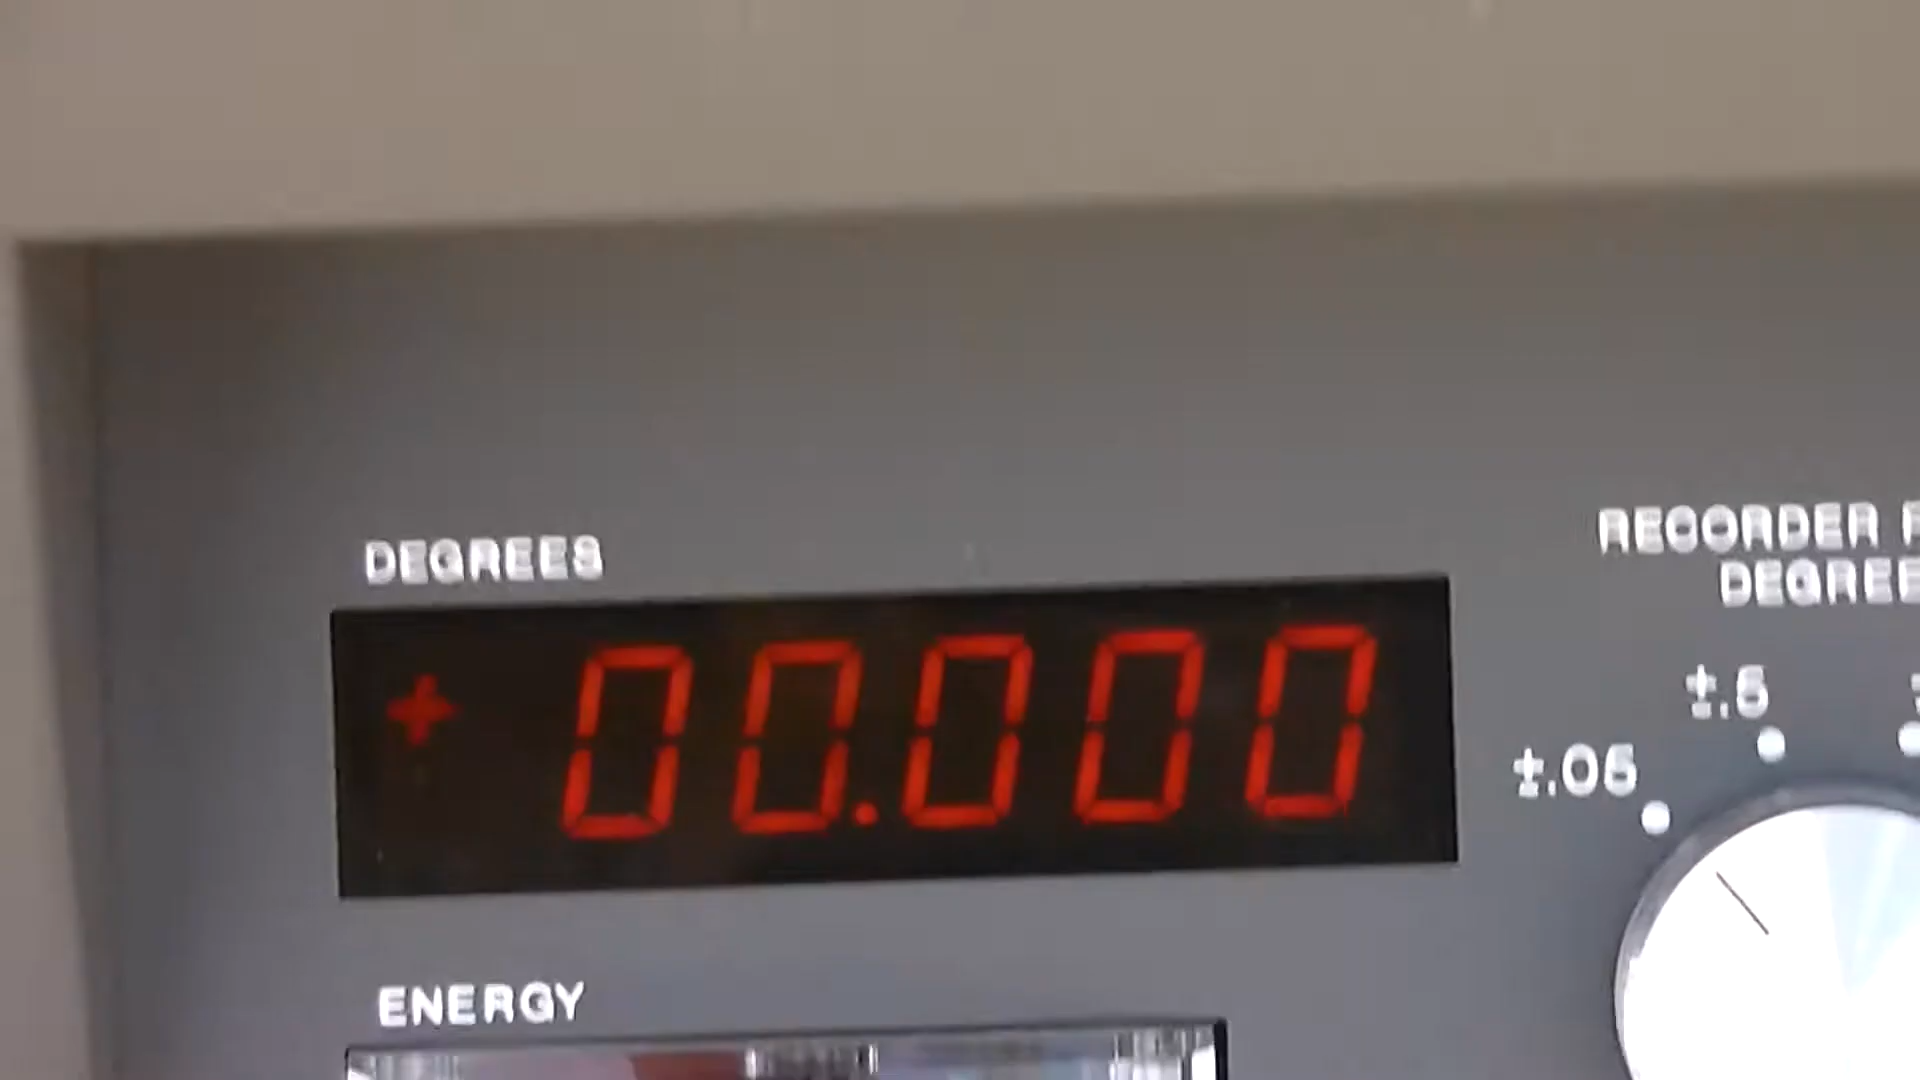 DEGREES
+ 00.000
RECORDER
DEGREE
±.5
±.05
ENERGY